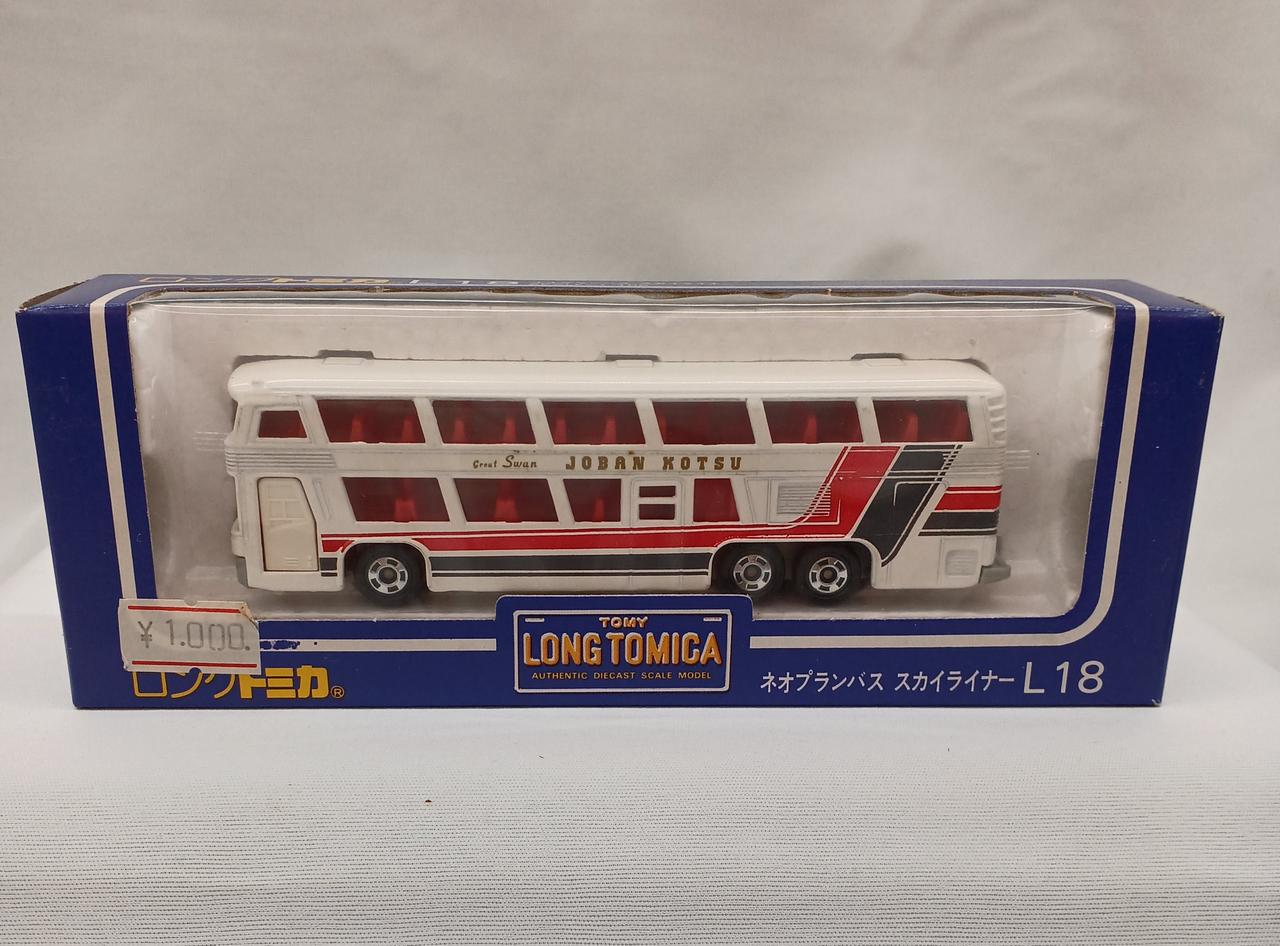 Great Swan JOBAN KOTSU
¥1.000.
ロングトミカ®
TOMY
LONG TOMICA
AUTHENTIC DIECAST SCALE MODEL
ネオプランバス スカイライナー L18